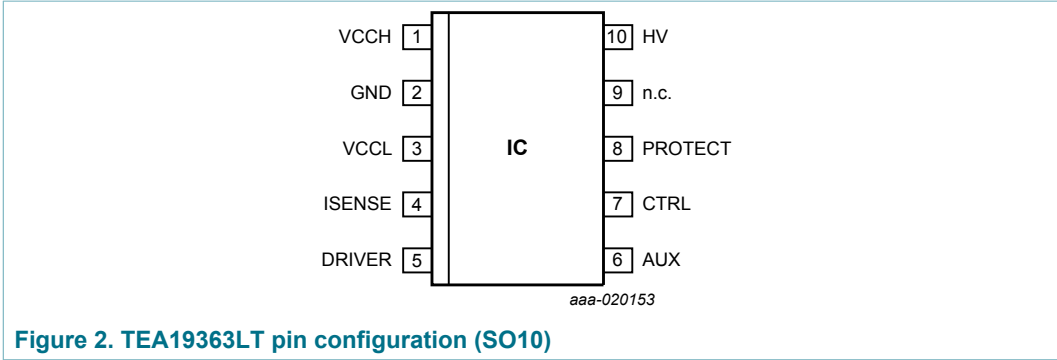 VCCH 1 10 HV
GND 2 9 n.c.
VCCL 3 IC 8 PROTECT
ISENSE 4 7 CTRL
DRIVER 5 6 AUX
aaa-020153
Figure 2. TEA19363LT pin configuration (SO10)